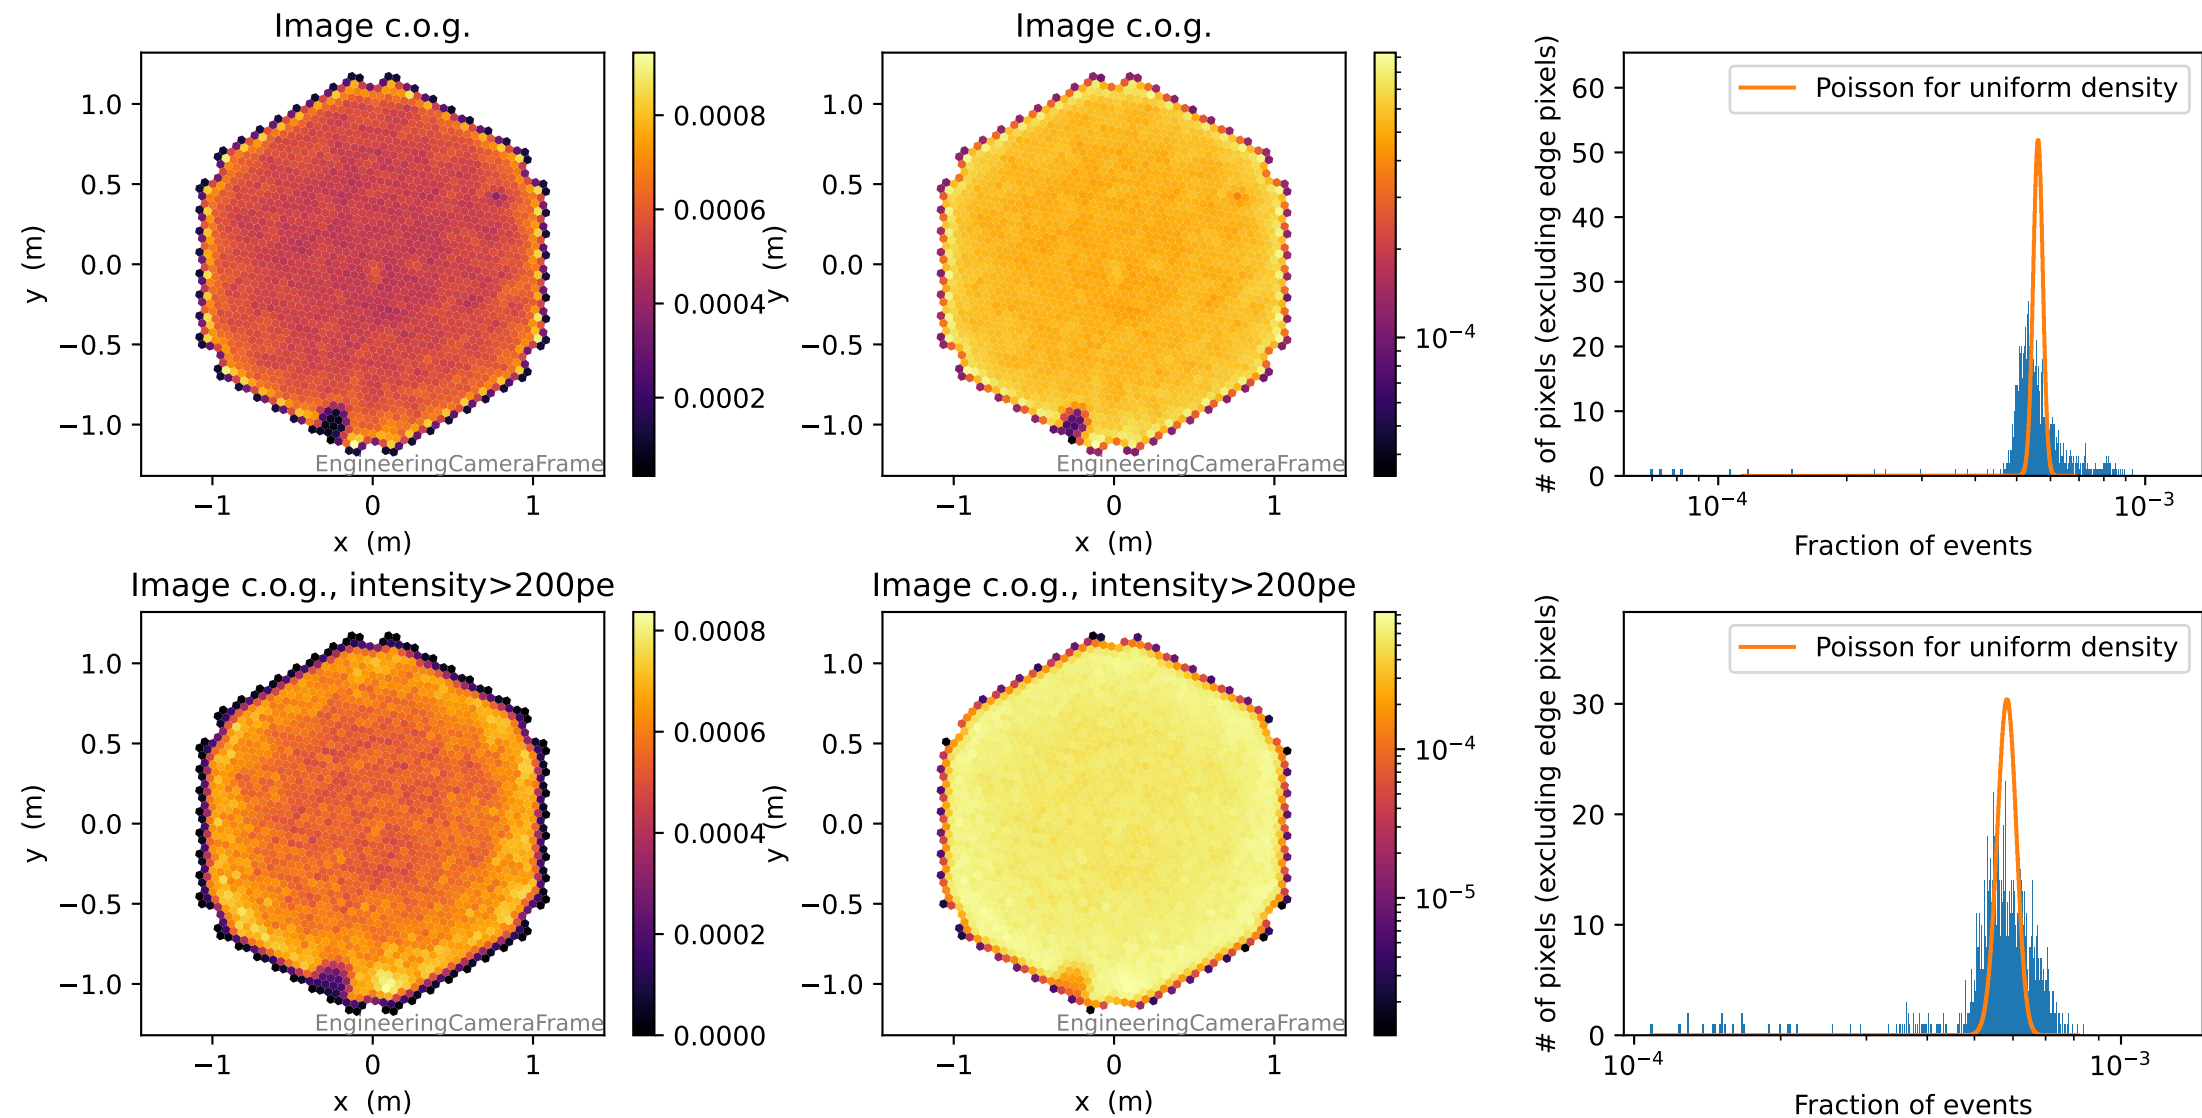 Image c.o.g.
1.0
0.5
0.0
−0.5
−1.0
y (m)
−1
0
1
x (m)
EngineeringCameraFrame
0.0008
0.0006
0.0004
0.0002
Image c.o.g.
1.0
0.5
0.0
−0.5
−1.0
y (m)
−1
0
1
x (m)
EngineeringCameraFrame
10⁻⁴
Poisson for uniform density
60
50
40
30
20
10
0
# of pixels (excluding edge pixels)
10⁻⁴
10⁻³
Fraction of events
Image c.o.g., intensity>200pe
1.0
0.5
0.0
−0.5
−1.0
y (m)
−1
0
1
x (m)
EngineeringCameraFrame
0.0008
0.0006
0.0004
0.0002
0.0000
Image c.o.g., intensity>200pe
1.0
0.5
0.0
−0.5
−1.0
y (m)
−1
0
1
x (m)
EngineeringCameraFrame
10⁻⁴
10⁻⁵
Poisson for uniform density
30
20
10
0
# of pixels (excluding edge pixels)
10⁻⁴
10⁻³
Fraction of events